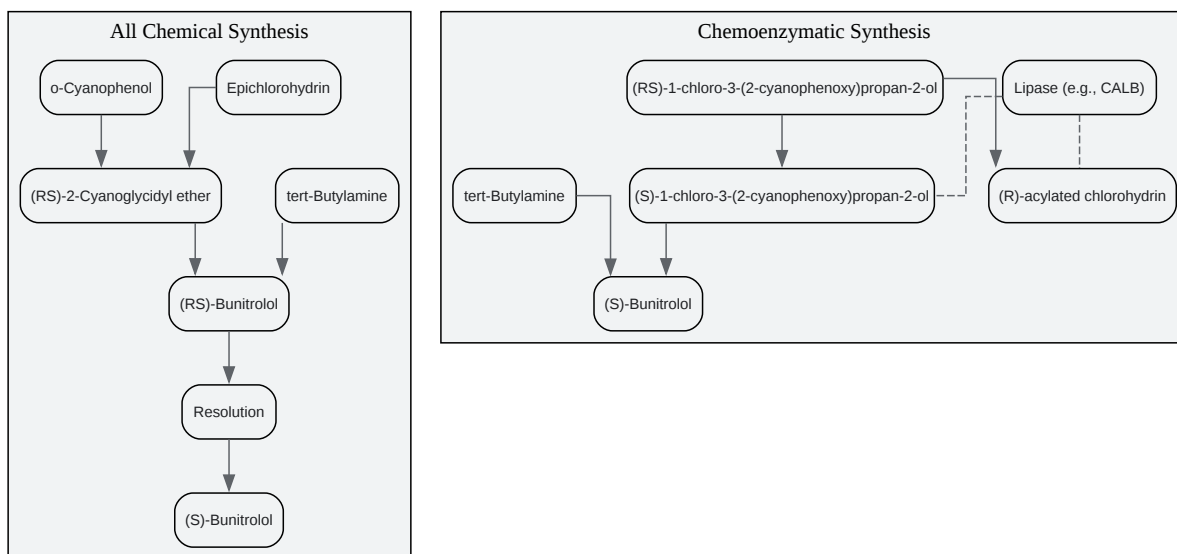 All Chemical Synthesis
o-Cyanophenol
Epichlorohydrin
(RS)-2-Cyanoglycidyl ether
tert-Butylamine
(RS)-Bunitrolol
Resolution
(S)-Bunitrolol
Chemoenzymatic Synthesis
(RS)-1-chloro-3-(2-cyanophenoxy)propan-2-ol
Lipase (e.g., CALB)
tert-Butylamine
(S)-1-chloro-3-(2-cyanophenoxy)propan-2-ol
(R)-acylated chlorohydrin
(S)-Bunitrolol